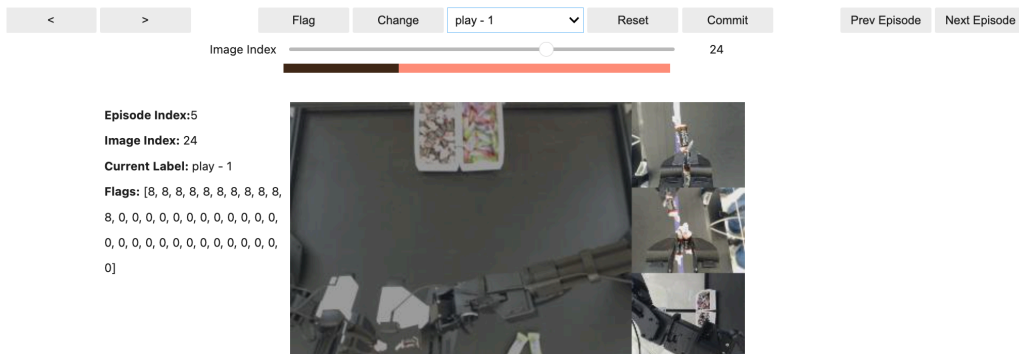 < > Flag Change play - 1 Reset Commit Prev Episode Next Episode
Image Index 24
Episode Index:5
Image Index: 24
Current Label: play - 1
Flags: [8, 8, 8, 8, 8, 8, 8, 8, 8, 8,
8, 0, 0, 0, 0, 0, 0, 0, 0, 0, 0, 0, 0,
0, 0, 0, 0, 0, 0, 0, 0, 0, 0, 0, 0, 0,
0]